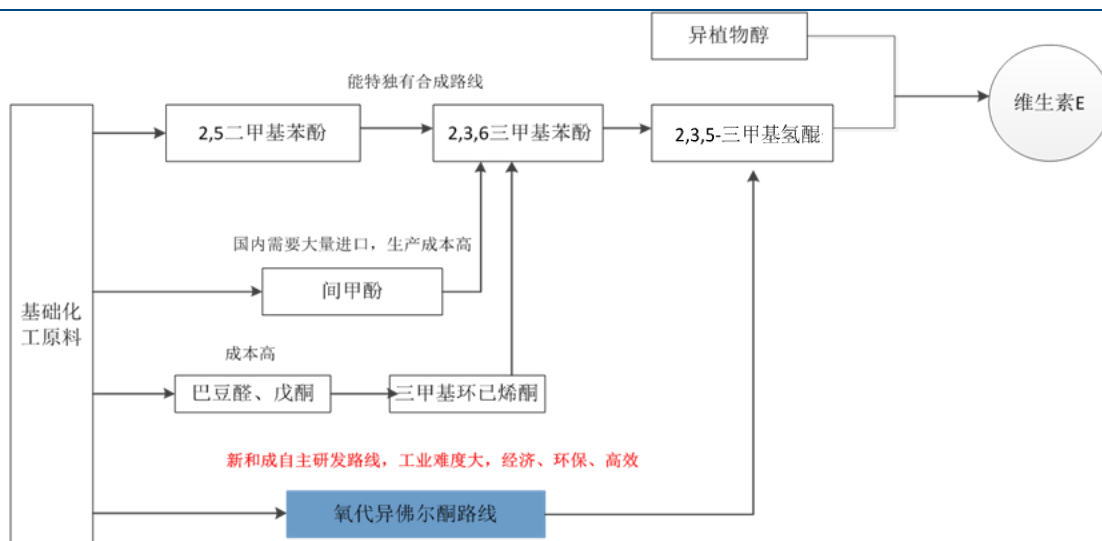 异植物醇
能特独有合成路线
维生素E
2,5二甲基苯酚
2,3,6三甲基苯酚
2,3,5-三甲基氢醌
国内需要大量进口，生产成本高
间甲酚
基础化
工原料
成本高
巴豆醛、戊酮
三甲基环已烯酮
新和成自主研发路线，工业难度大，经济、环保、高效
氧代异佛尔酮路线